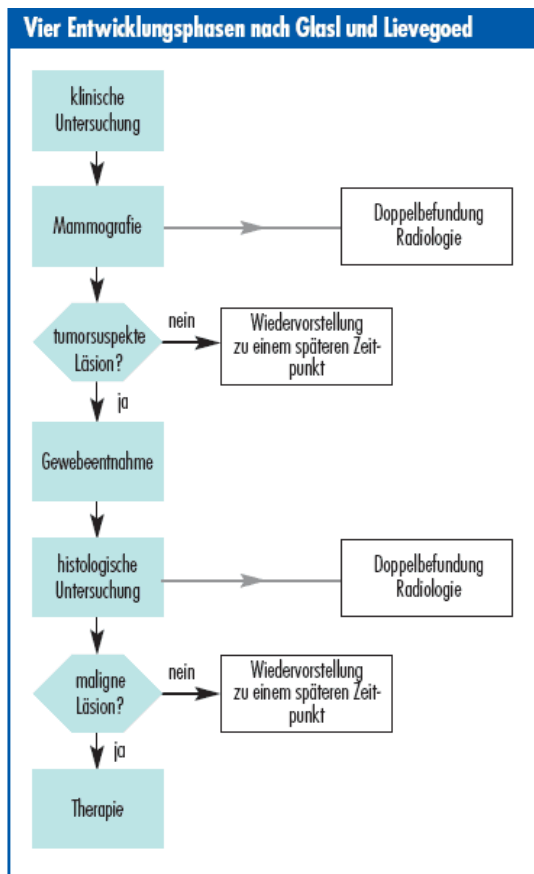 Vier Entwicklungsphasen nach Glasl und Lievegoed
klinische
Untersuchung
Mammografie
Doppelbefundung
Radiologie
tumorsuspekte
Läsion?
nein
Wiedervorstellung
zu einem späteren Zeit-
punkt
ja
Gewebeentnahme
histologische
Untersuchung
Doppelbefundung
Radiologie
maligne
Läsion?
nein
Wiedervorstellung
zu einem späteren Zeit-
punkt
ja
Therapie